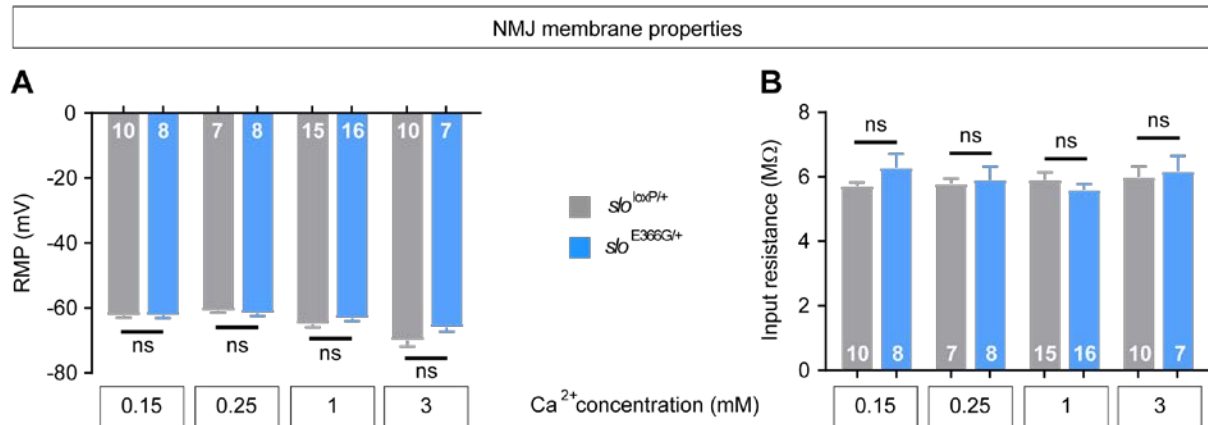 NMJ membrane properties
A
B
RMP (mV)
0
-20
-40
-60
-80
10 8 7 8 15 16 10 7
ns ns ns ns
0.15 0.25 1 3
slo loxP/+
slo E366G/+
Ca 2+ concentration (mM)
Input resistance (MΩ)
8
6
4
2
0
ns ns ns ns
10 8 7 8 15 16 10 7
0.15 0.25 1 3